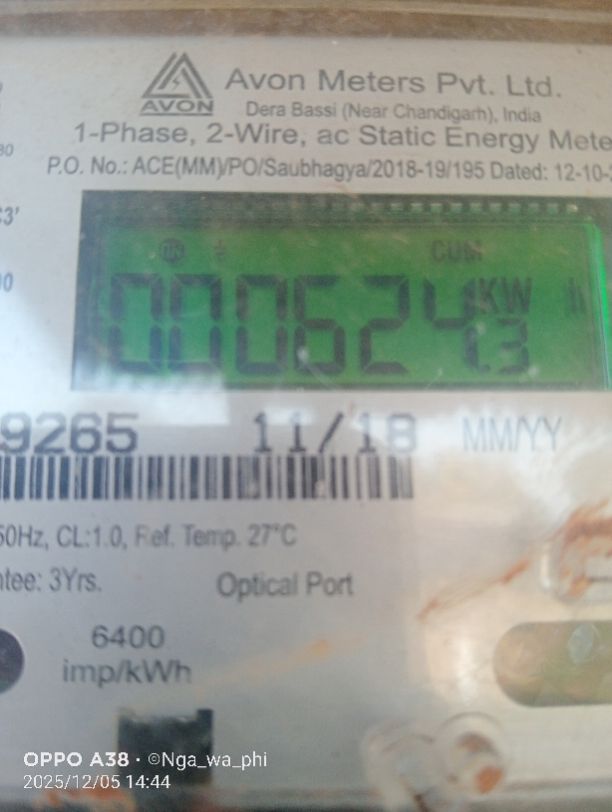 Avon Meters Pvt. Ltd.
AVON
Dera Bassi (Near Chandigarh), India
1-Phase, 2-Wire, ac Static Energy Mete
P.O. No.: ACE(MM)/PO/Saubhagya/2018-19/195 Dated: 12-10-
C3'
CUM
000624.3 KW h
9265 11/18 MM/YY
50Hz, CL:1.0, Ref. Temp. 27°C
ntee: 3Yrs. Optical Port
6400
imp/kWh
OPPO A38 · ©Nga_wa_phi
2025/12/05 14:44